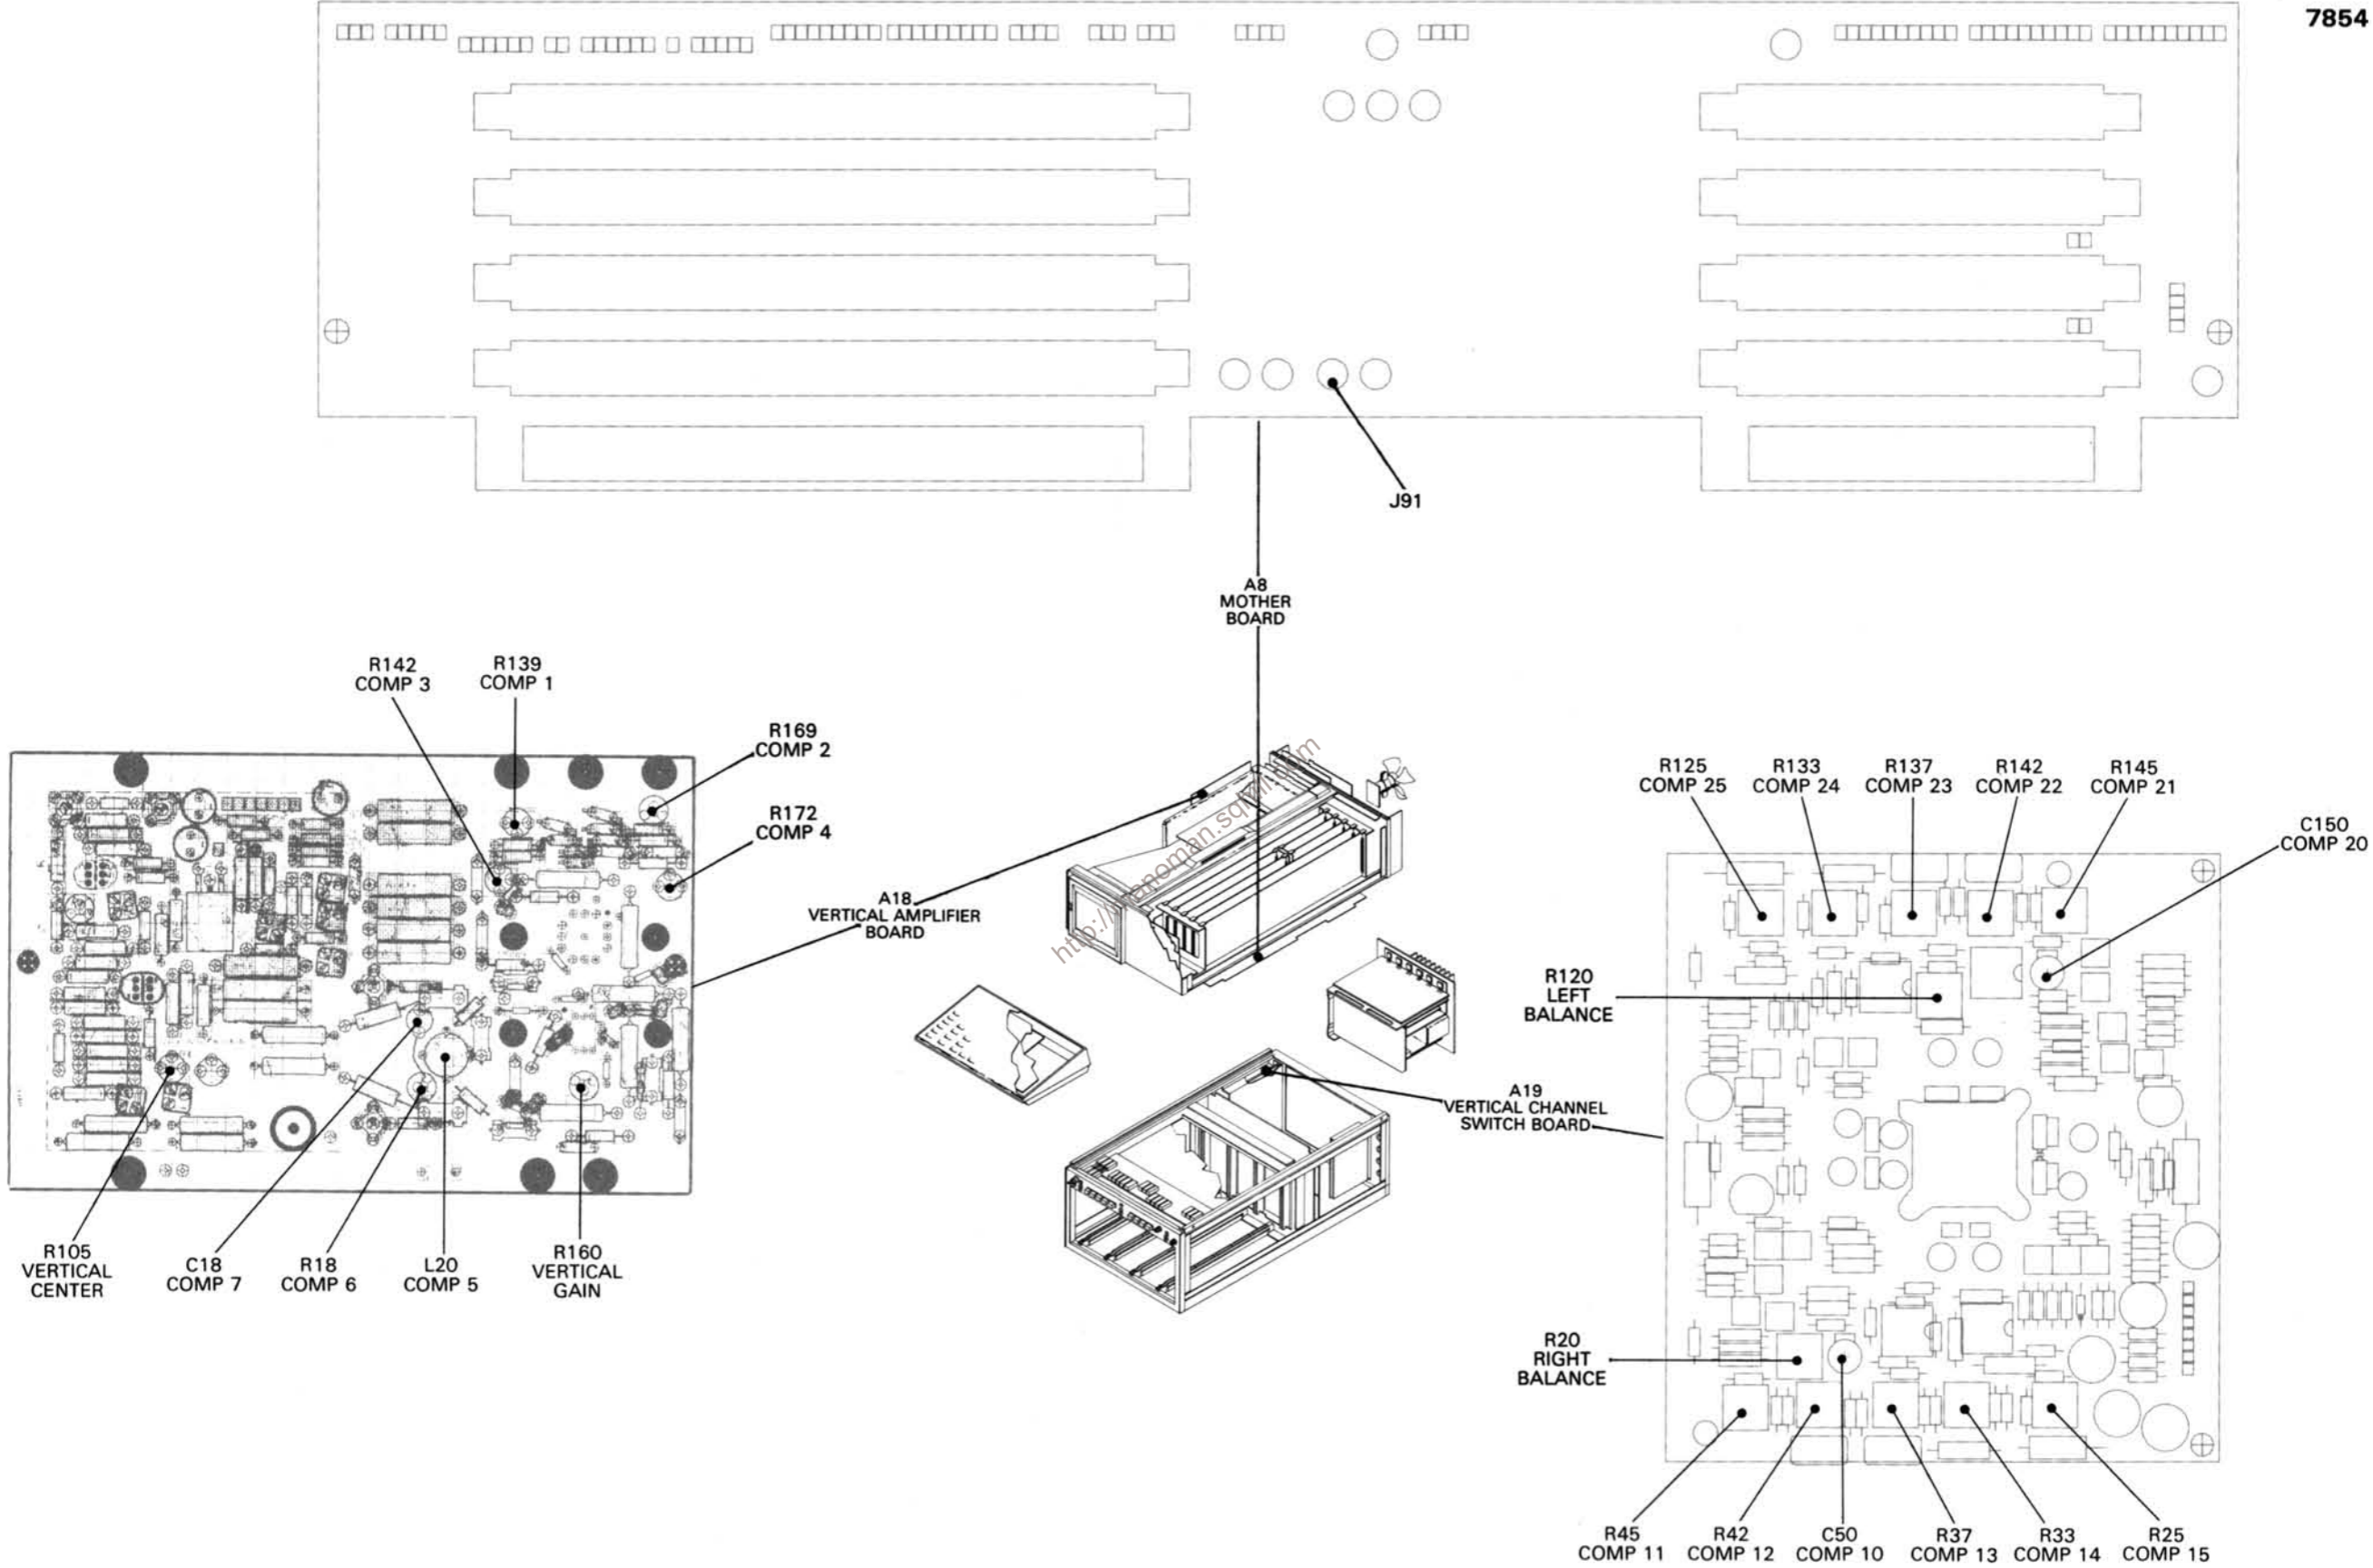 7854
J91
A8
MOTHER
BOARD
R142
COMP 3
R139
COMP 1
R169
COMP 2
R172
COMP 4
A18
VERTICAL AMPLIFIER
BOARD
R105
VERTICAL
CENTER
C18
COMP 7
R18
COMP 6
L20
COMP 5
R160
VERTICAL
GAIN
R125
COMP 25
R133
COMP 24
R137
COMP 23
R142
COMP 22
R145
COMP 21
C150
COMP 20
R120
LEFT
BALANCE
A19
VERTICAL CHANNEL
SWITCH BOARD
R20
RIGHT
BALANCE
R45
COMP 11
R42
COMP 12
C50
COMP 10
R37
COMP 13
R33
COMP 14
R25
COMP 15